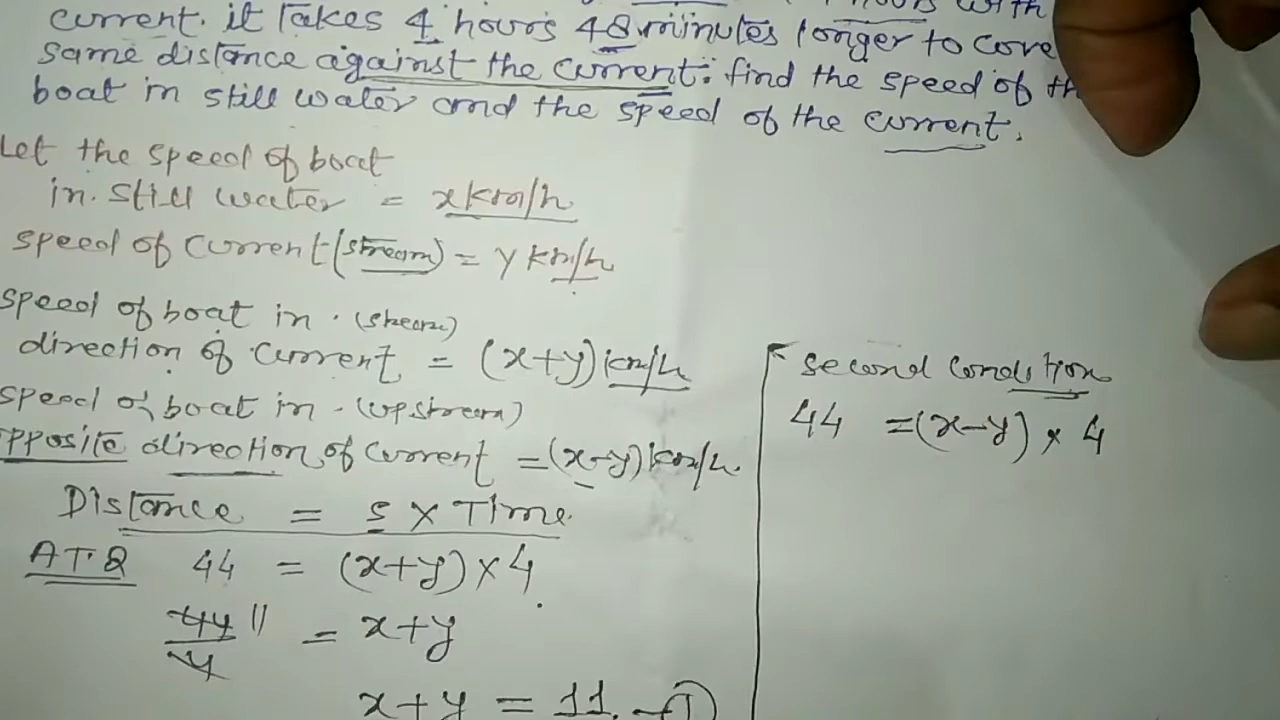 hours with
current. it takes 4 hours 48 minutes longer to cove
same distance against the current. find the speed of th
boat in still water and the speed of the current.
Let the speed of boat
in. still water = x km/h
speed of current (stream) = y km/h
speed of boat in (stream)
direction of current = (x+y) km/h
speed of boat in (upstream)
opposite direction of current = (x-y) km/h.
Distance = S × Time
A.T.Q 44 = (x+y) × 4
44/4 11 = x+y
x+y = 11. —(1)
second condition
44 = (x-y) × 4